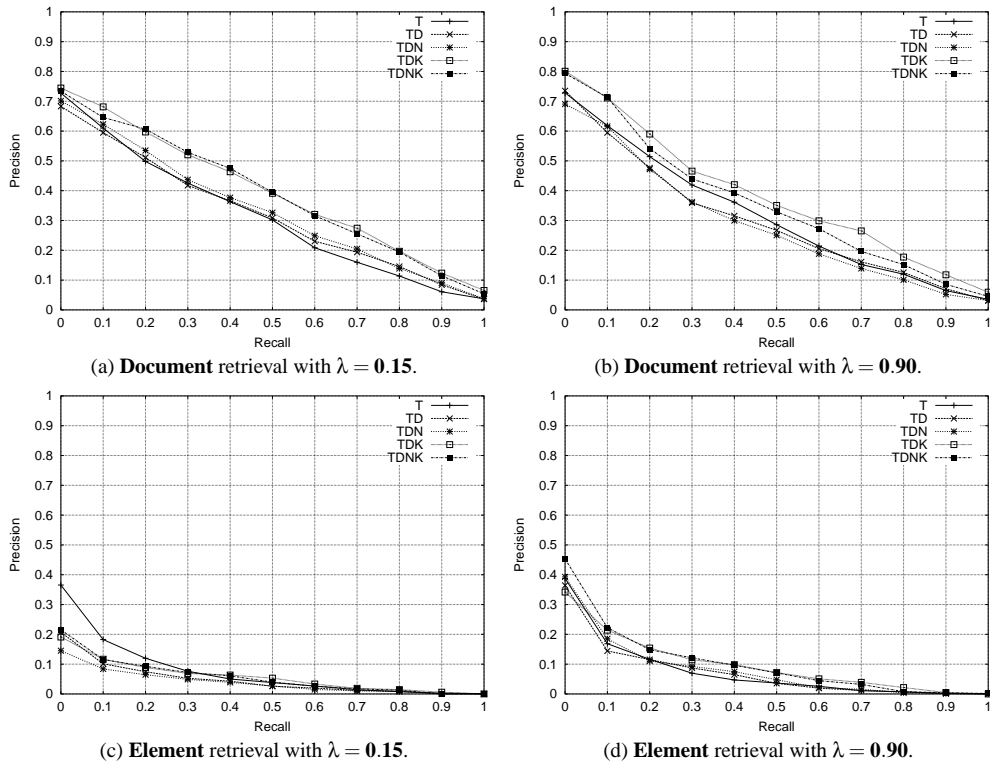 1
0.9
0.8
0.7
0.6
0.5
0.4
0.3
0.2
0.1
0
Precision
0 0.1 0.2 0.3 0.4 0.5 0.6 0.7 0.8 0.9 1
Recall
T
TD
TDN
TDK
TDNK
(a) Document retrieval with λ = 0.15.
1
0.9
0.8
0.7
0.6
0.5
0.4
0.3
0.2
0.1
0
Precision
0 0.1 0.2 0.3 0.4 0.5 0.6 0.7 0.8 0.9 1
Recall
T
TD
TDN
TDK
TDNK
(b) Document retrieval with λ = 0.90.
1
0.9
0.8
0.7
0.6
0.5
0.4
0.3
0.2
0.1
0
Precision
0 0.1 0.2 0.3 0.4 0.5 0.6 0.7 0.8 0.9 1
Recall
T
TD
TDN
TDK
TDNK
(c) Element retrieval with λ = 0.15.
1
0.9
0.8
0.7
0.6
0.5
0.4
0.3
0.2
0.1
0
Precision
0 0.1 0.2 0.3 0.4 0.5 0.6 0.7 0.8 0.9 1
Recall
T
TD
TDN
TDK
TDNK
(d) Element retrieval with λ = 0.90.